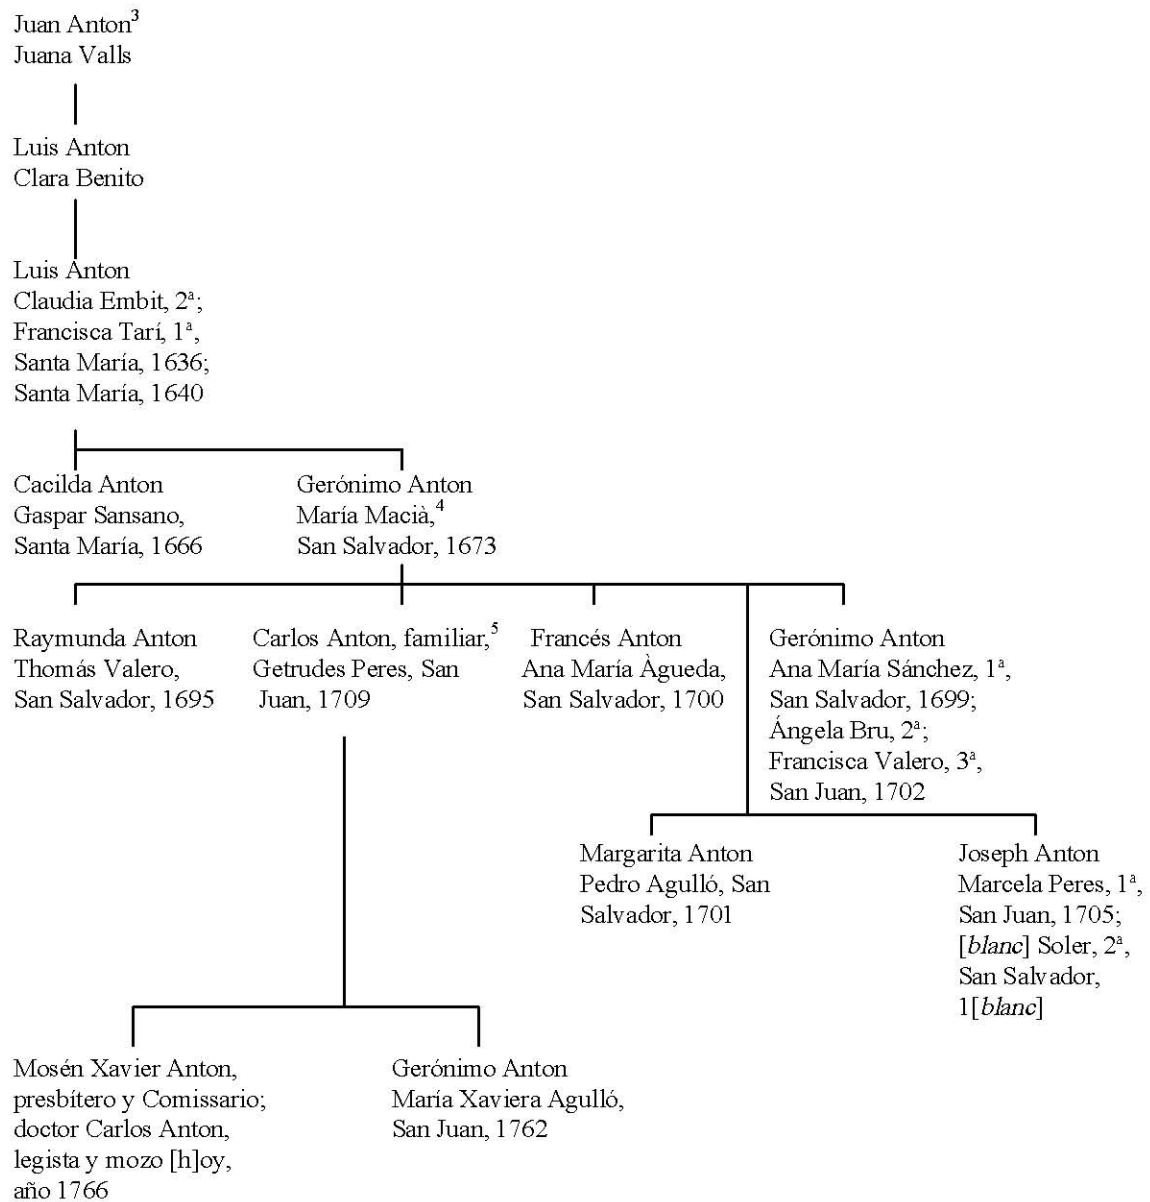 Juan Anton³
Juana Valls
Luis Anton
Clara Benito
Luis Anton
Claudia Embit, 2ª;
Francisca Tarí, 1ª,
Santa María, 1636;
Santa María, 1640
Cacilda Anton
Gaspar Sansano,
Santa María, 1666
Gerónimo Anton
María Macià,⁴
San Salvador, 1673
Raymunda Anton
Thomás Valero,
San Salvador, 1695
Carlos Anton, familiar,⁵
Getrudes Peres, San
Juan, 1709
Francés Anton
Ana María Àgueda,
San Salvador, 1700
Gerónimo Anton
Ana María Sánchez, 1ª,
San Salvador, 1699;
Ángela Bru, 2ª;
Francisca Valero, 3ª,
San Juan, 1702
Margarita Anton
Pedro Agulló, San
Salvador, 1701
Joseph Anton
Marcela Peres, 1ª,
San Juan, 1705;
[blanc] Soler, 2ª,
San Salvador,
1[blanc]
Mosén Xavier Anton,
presbítero y Comissario;
doctor Carlos Anton,
legista y mozo [h]oy,
año 1766
Gerónimo Anton
María Xaviera Agulló,
San Juan, 1762